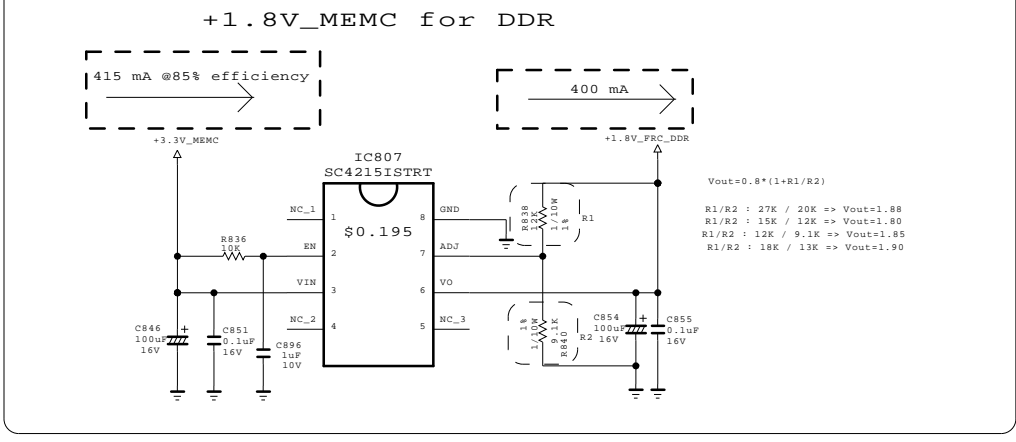 +1.8V_MEMC for DDR
415 mA @85% efficiency
400 mA
+3.3V_MEMC
+1.8V_FRC_DDR
IC807
SC4215ISTRT
Vout=0.8*(1+R1/R2)
R1/R2 : 27K / 20K => Vout=1.88
R1/R2 : 15K / 12K => Vout=1.80
R1/R2 : 12K / 9.1K => Vout=1.85
R1/R2 : 18K / 13K => Vout=1.90
NC_1
1
8
GND
R838
12K
1/10W
1%
R1
$0.195
R836
10K
EN
2
7
ADJ
VIN
3
6
VO
NC_2
4
5
NC_3
C846
100uF
16V
+
C851
0.1uF
16V
C896
1uF
10V
1%
1/10W
9.1K
R840
R2
C854
100uF
16V
+
C855
0.1uF
16V